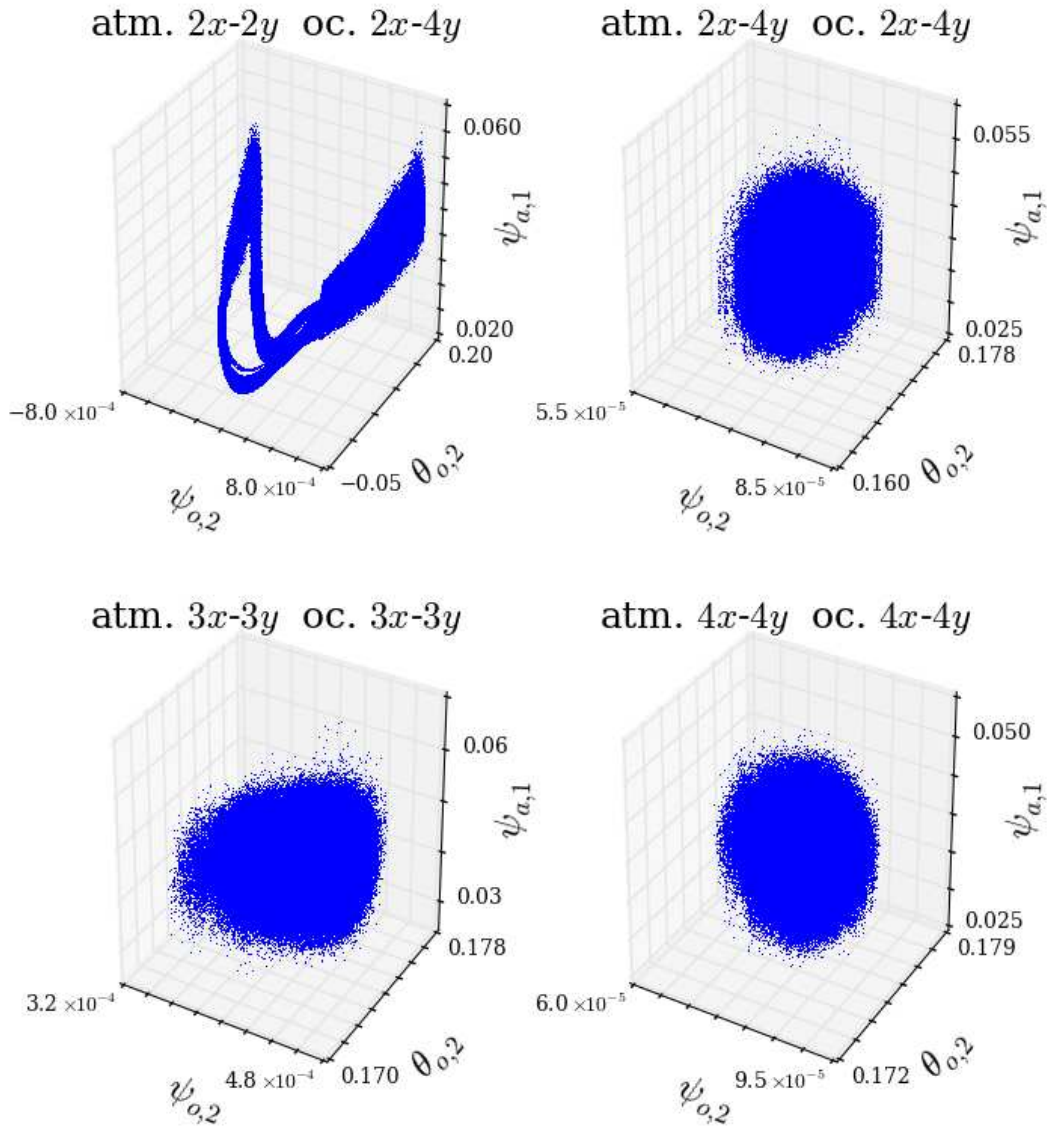 atm. 2x-2y oc. 2x-4y
0.060
ψa,1
0.020
0.20
−8.0 ×10−4
8.0 ×10−4
−0.05
θo,2
ψo,2
atm. 2x-4y oc. 2x-4y
0.055
ψa,1
0.025
0.178
5.5 ×10−5
8.5 ×10−5
0.160
θo,2
ψo,2
atm. 3x-3y oc. 3x-3y
0.06
ψa,1
0.03
0.178
3.2 ×10−4
4.8 ×10−4
0.170
θo,2
ψo,2
atm. 4x-4y oc. 4x-4y
0.050
ψa,1
0.025
0.179
6.0 ×10−5
9.5 ×10−5
0.172
θo,2
ψo,2